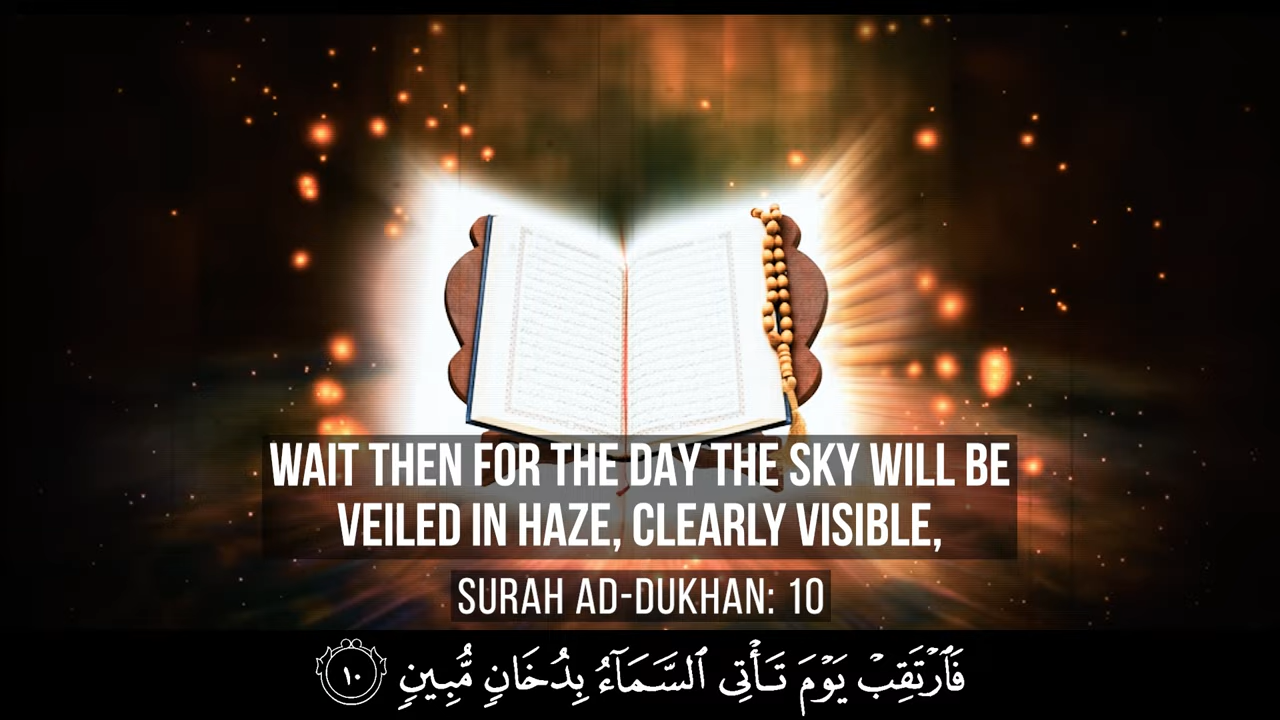 WAIT THEN FOR THE DAY THE SKY WILL BE
VEILED IN HAZE, CLEARLY VISIBLE,
SURAH AD-DUKHAN: 10
فَٱرْتَقِبْ يَوْمَ تَأْتِى ٱلسَّمَآءُ بِدُخَانٍ مُّبِينٍ ١٠